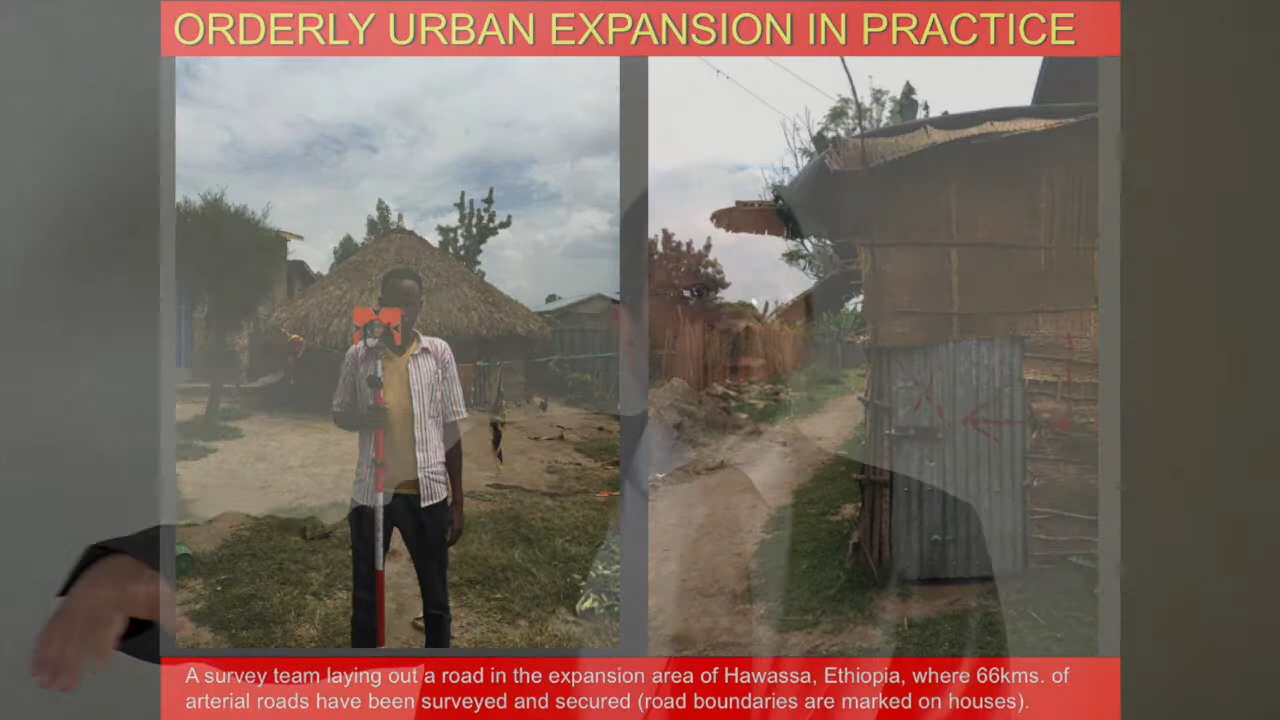 ORDERLY URBAN EXPANSION IN PRACTICE
A survey team laying out a road in the expansion area of Hawassa, Ethiopia, where 66kms. of
arterial roads have been surveyed and secured (road boundaries are marked on houses).